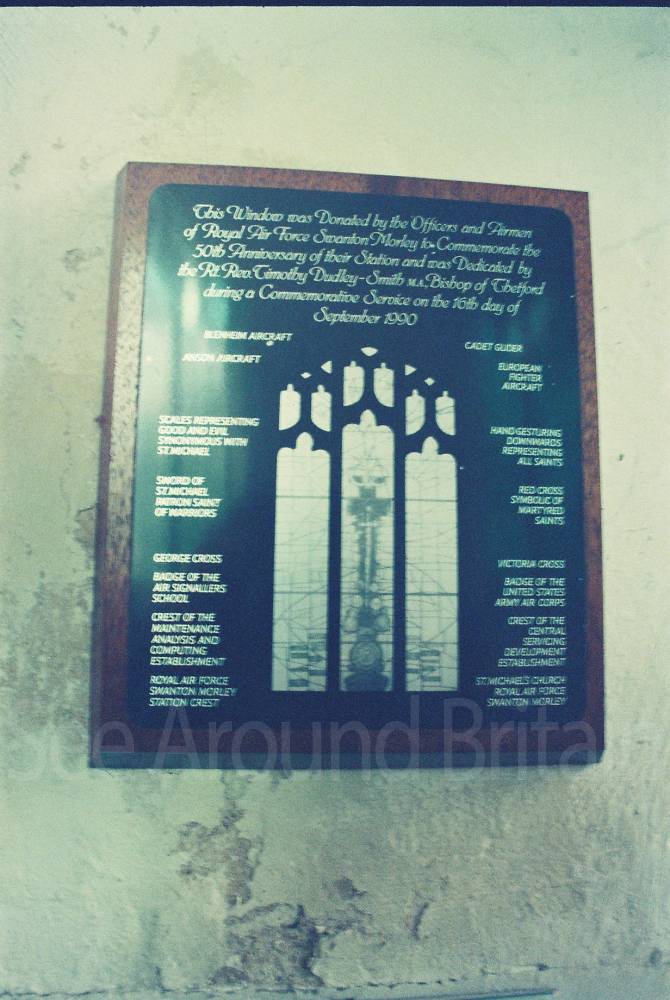 This Window was Donated by the Officers and Airmen
of Royal Air Force Swanton Morley to Commemorate the
50th Anniversary of their Station and was Dedicated by
the Rt. Rev. Timothy Dudley-Smith M.A., Bishop of Thetford
during a Commemorative Service on the 16th day of
September 1990
BLENHEIM AIRCRAFT
ANSON AIRCRAFT
SCALES REPRESENTING
GOOD AND EVIL
SYNONYMOUS WITH
ST. MICHAEL
SWORD OF
ST. MICHAEL
PATRON SAINT
OF WARRIORS
GEORGE CROSS
BADGE OF THE
AIR SIGNALLERS
SCHOOL
CREST OF THE
MAINTENANCE
ANALYSIS AND
COMPUTING
ESTABLISHMENT
ROYAL AIR FORCE
SWANTON MORLEY
STATION CREST
CADET GLIDER
EUROPEAN
FIGHTER
AIRCRAFT
HAND GESTURING
DOWNWARDS
REPRESENTING
ALL SAINTS
RED CROSS
SYMBOLIC OF
MARTYRED
SAINTS
VICTORIA CROSS
BADGE OF THE
UNITED STATES
ARMY AIR CORPS
CREST OF THE
CENTRAL
SERVICING
DEVELOPMENT
ESTABLISHMENT
ST. MICHAEL'S CHURCH
ROYAL AIR FORCE
SWANTON MORLEY
Around Britain